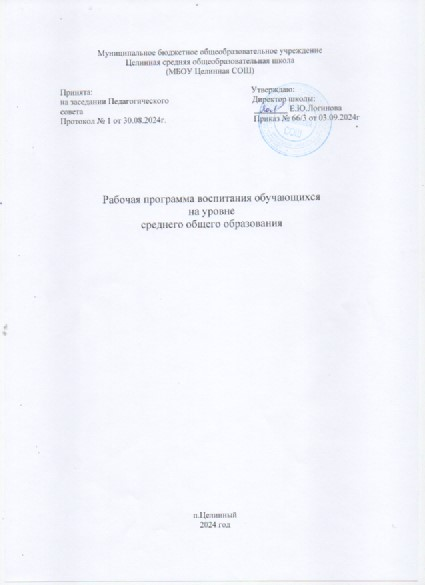 Муниципальное бюджетное общеобразовательное учреждение
Целинная средняя общеобразовательная школа
(МБОУ Целинная СОШ)
Принята:
на заседании Педагогического
совета
Протокол № 1 от 30.08.2024г.
Утверждаю:
Директор школы:
Е.Ю.Логинова
Приказ № 66/3 от 03.09.2024г
Рабочая программа воспитания обучающихся
на уровне
среднего общего образования
п.Целинный
2024 год